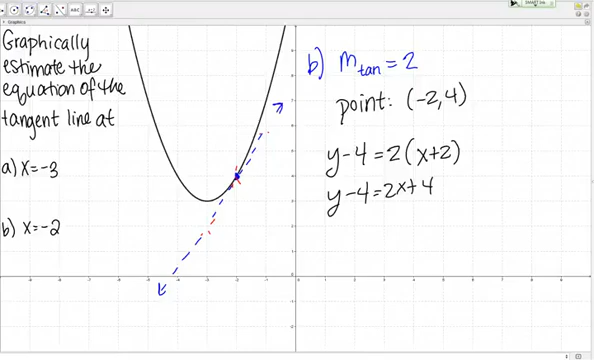 Graphically
estimate the
equation of the
tangent line at
a) x=-3
b) x=-2
b) m tan = 2
point: (-2,4)
y-4=2(x+2)
y-4=2x+4